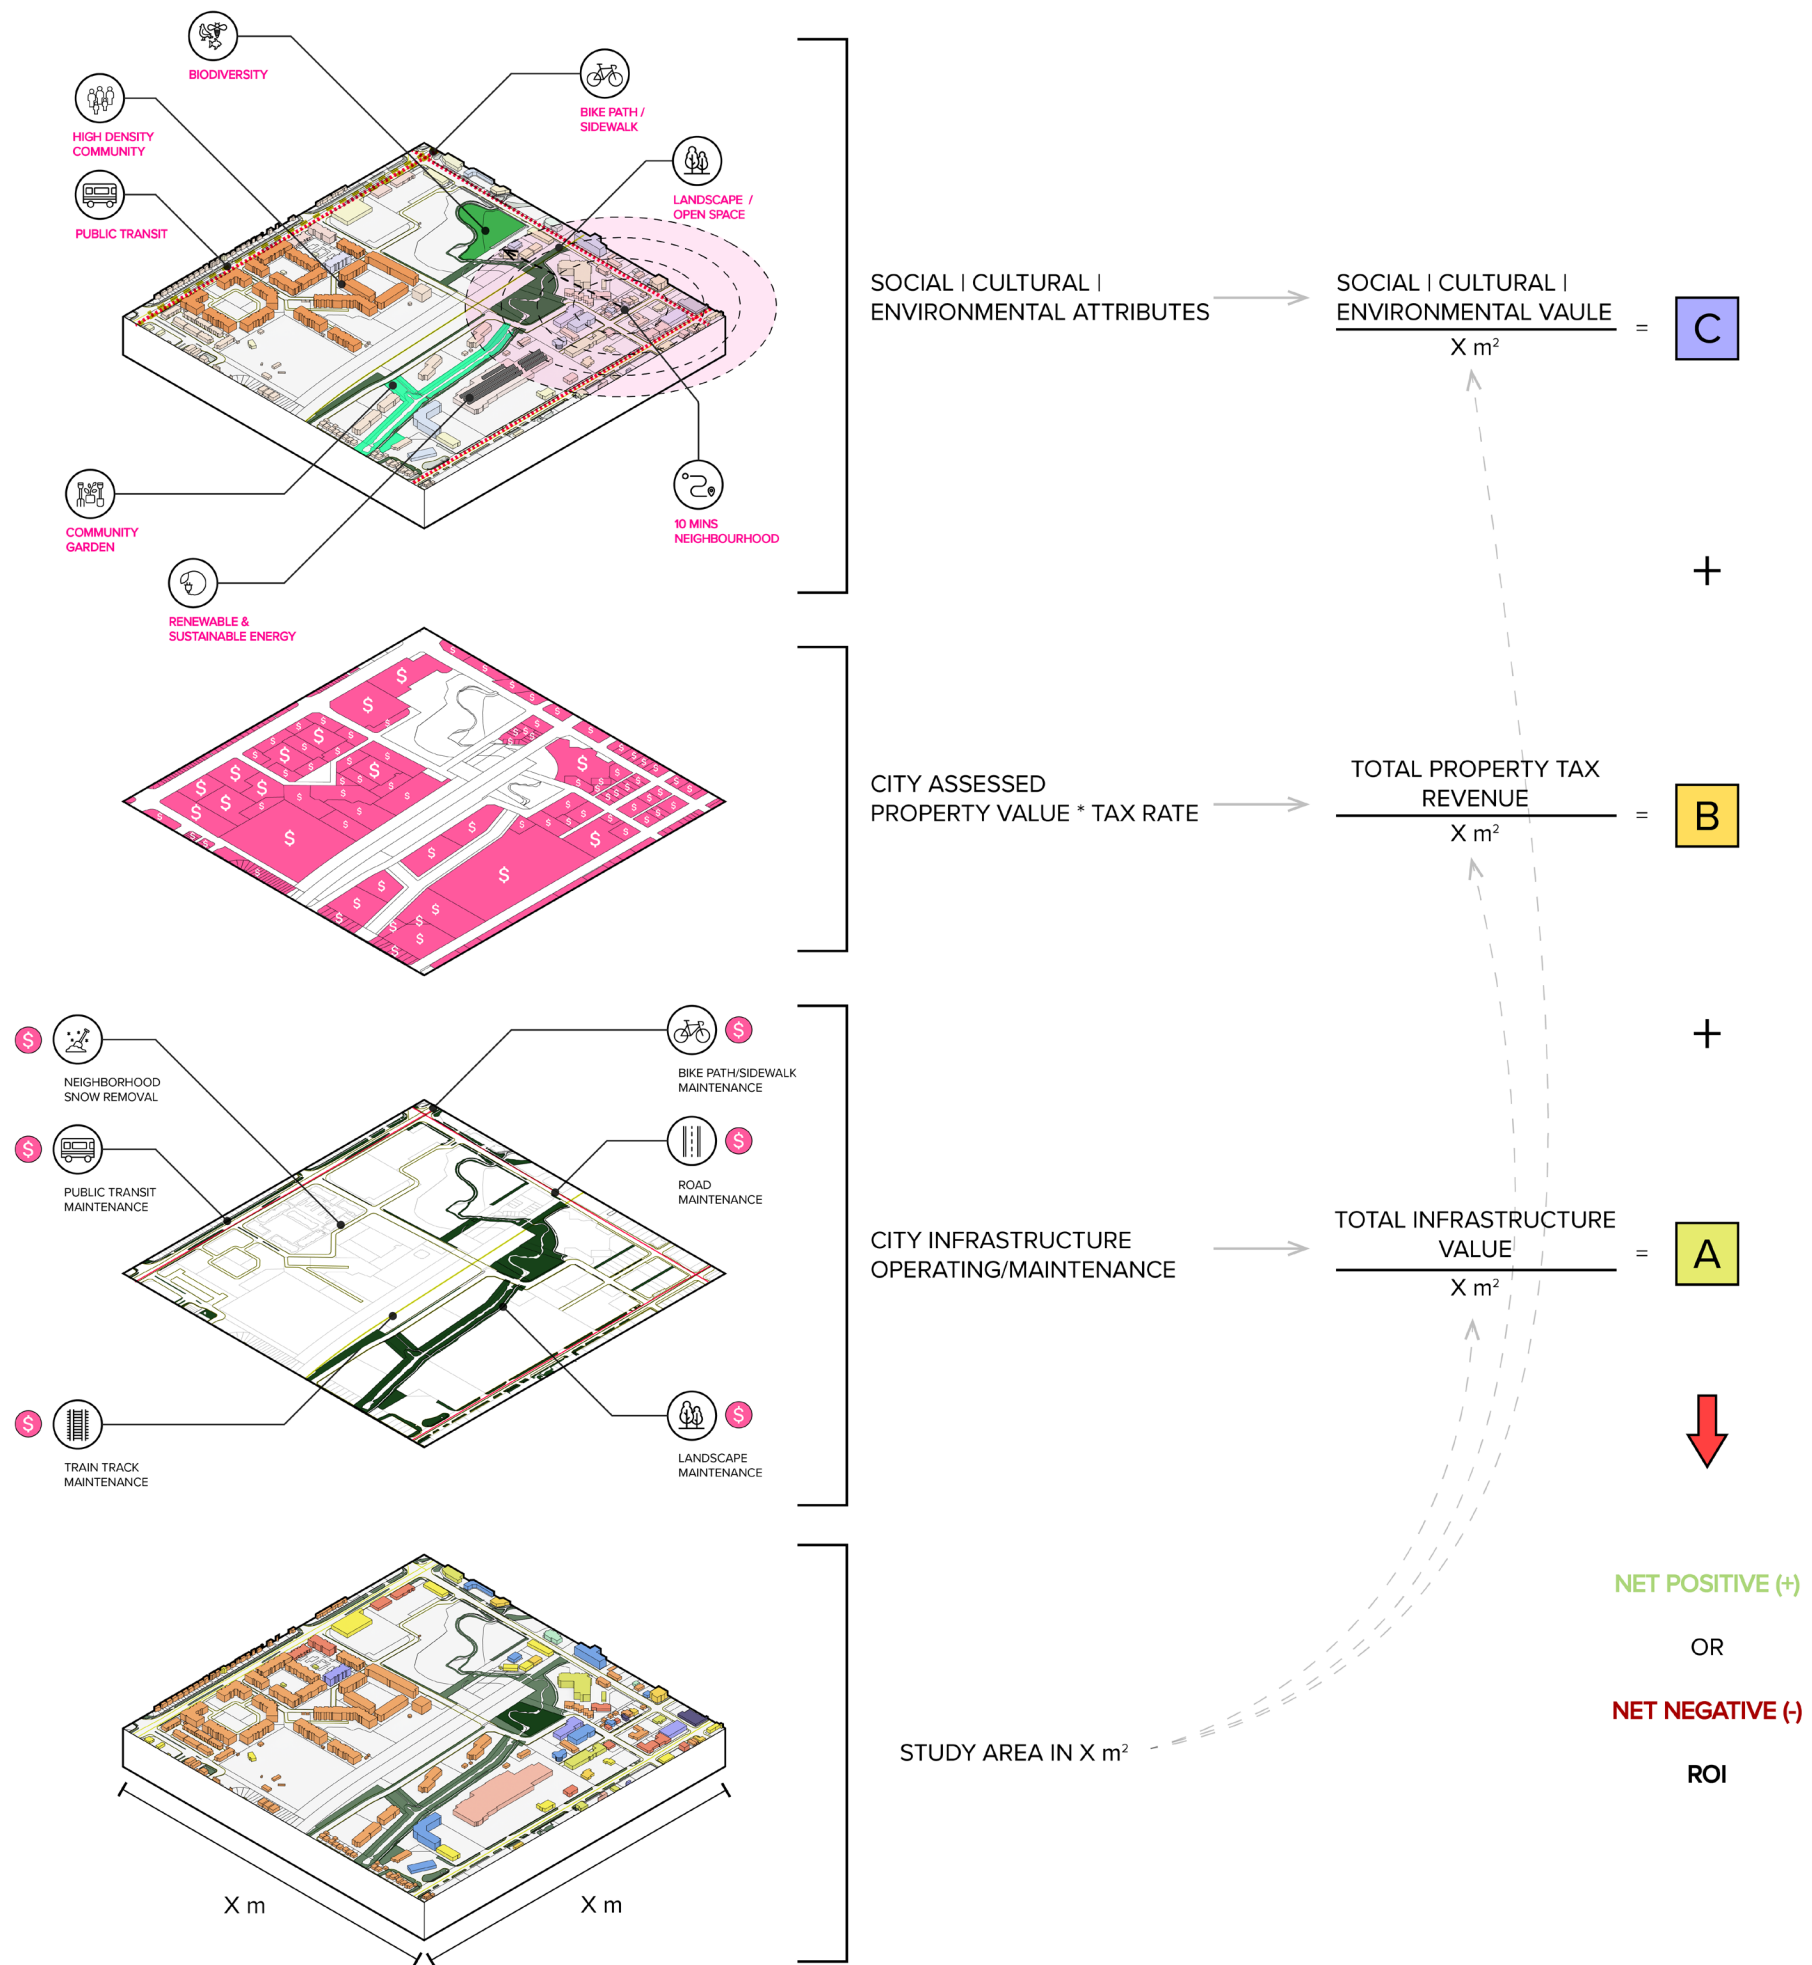 BIODIVERSITY
BIKE PATH /
SIDEWALK
HIGH DENSITY
COMMUNITY
LANDSCAPE /
OPEN SPACE
PUBLIC TRANSIT
COMMUNITY
GARDEN
10 MINS
NEIGHBOURHOOD
RENEWABLE &
SUSTAINABLE ENERGY
SOCIAL | CULTURAL |
ENVIRONMENTAL ATTRIBUTES
SOCIAL | CULTURAL |
ENVIRONMENTAL VAULE
X m²
=
C
+
CITY ASSESSED
PROPERTY VALUE * TAX RATE
TOTAL PROPERTY TAX
REVENUE
X m²
=
B
+
NEIGHBORHOOD
SNOW REMOVAL
BIKE PATH/SIDEWALK
MAINTENANCE
PUBLIC TRANSIT
MAINTENANCE
ROAD
MAINTENANCE
TRAIN TRACK
MAINTENANCE
LANDSCAPE
MAINTENANCE
CITY INFRASTRUCTURE
OPERATING/MAINTENANCE
TOTAL INFRASTRUCTURE
VALUE
X m²
=
A
NET POSITIVE (+)
OR
NET NEGATIVE (-)
ROI
STUDY AREA IN X m²
X m
X m